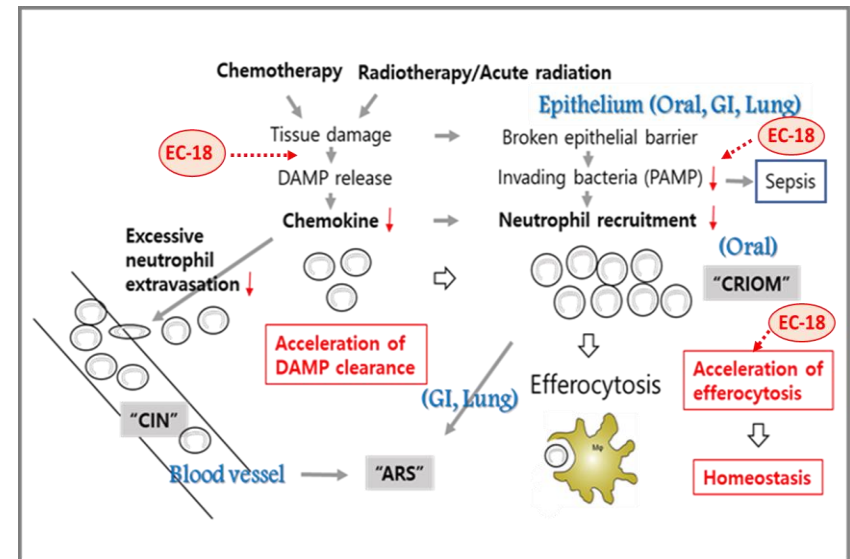 Chemotherapy Radiotherapy/Acute radiation
Epithelium (Oral, GI, Lung)
EC-18
Tissue damage
Broken epithelial barrier
EC-18
DAMP release
Invading bacteria (PAMP)
Sepsis
Chemokine
Neutrophil recruitment
Excessive
neutrophil
extravasation
(Oral)
"CRIOM"
EC-18
Acceleration of
DAMP clearance
Acceleration of
efferocytosis
Efferocytosis
(GI, Lung)
"CIN"
Mφ
Blood vessel
"ARS"
Homeostasis